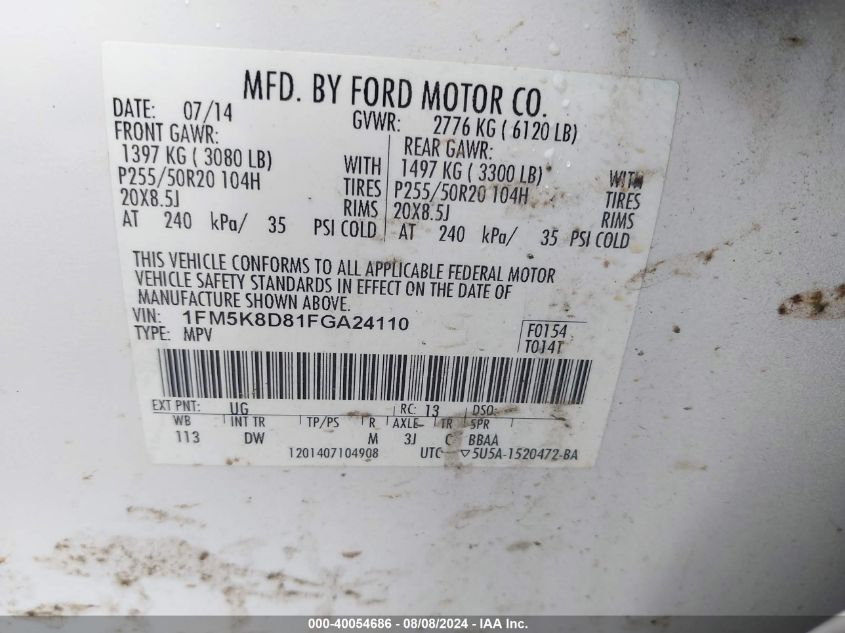 MFD. BY FORD MOTOR CO.
DATE: 07/14 GVWR: 2776 KG ( 6120 LB)
FRONT GAWR: REAR GAWR:
1397 KG ( 3080 LB) WITH 1497 KG ( 3300 LB) WITH
P255/50R20 104H TIRES P255/50R20 104H TIRES
20X8.5J RIMS 20X8.5J RIMS
AT 240 kPa/ 35 PSI COLD AT 240 kPa/ 35 PSI COLD
THIS VEHICLE CONFORMS TO ALL APPLICABLE FEDERAL MOTOR
VEHICLE SAFETY STANDARDS IN EFFECT ON THE DATE OF
MANUFACTURE SHOWN ABOVE.
VIN: 1FM5K8D81FGA24110
TYPE: MPV
F0154
T014T
EXT PNT: UG RC: 13 DSO:
WB INT TR TP/PS R AXLE TR SPR
113 DW M 3J C BBAA
1201407104908 UTC ▽5U5A-1520472-BA
000-40054686 - 08/08/2024 - IAA Inc.